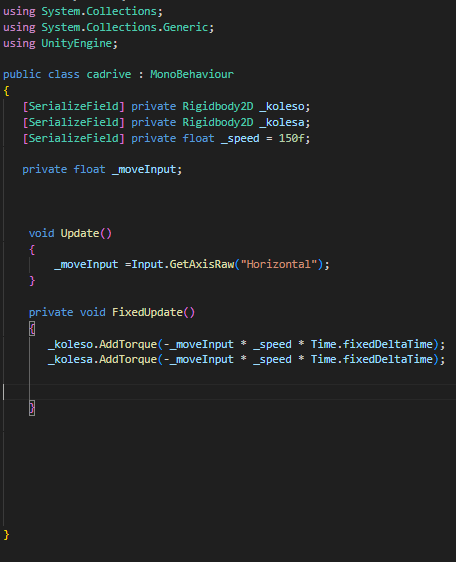 using System.Collections;
using System.Collections.Generic;
using UnityEngine;
public class cadrive : MonoBehaviour
{
[SerializeField] private Rigidbody2D _koleso;
[SerializeField] private Rigidbody2D _kolesa;
[SerializeField] private float _speed = 150f;
private float _moveInput;
void Update()
{
_moveInput =Input.GetAxisRaw("Horizontal");
}
private void FixedUpdate()
{
_koleso.AddTorque(-_moveInput * _speed * Time.fixedDeltaTime);
_kolesa.AddTorque(-_moveInput * _speed * Time.fixedDeltaTime);
}
}